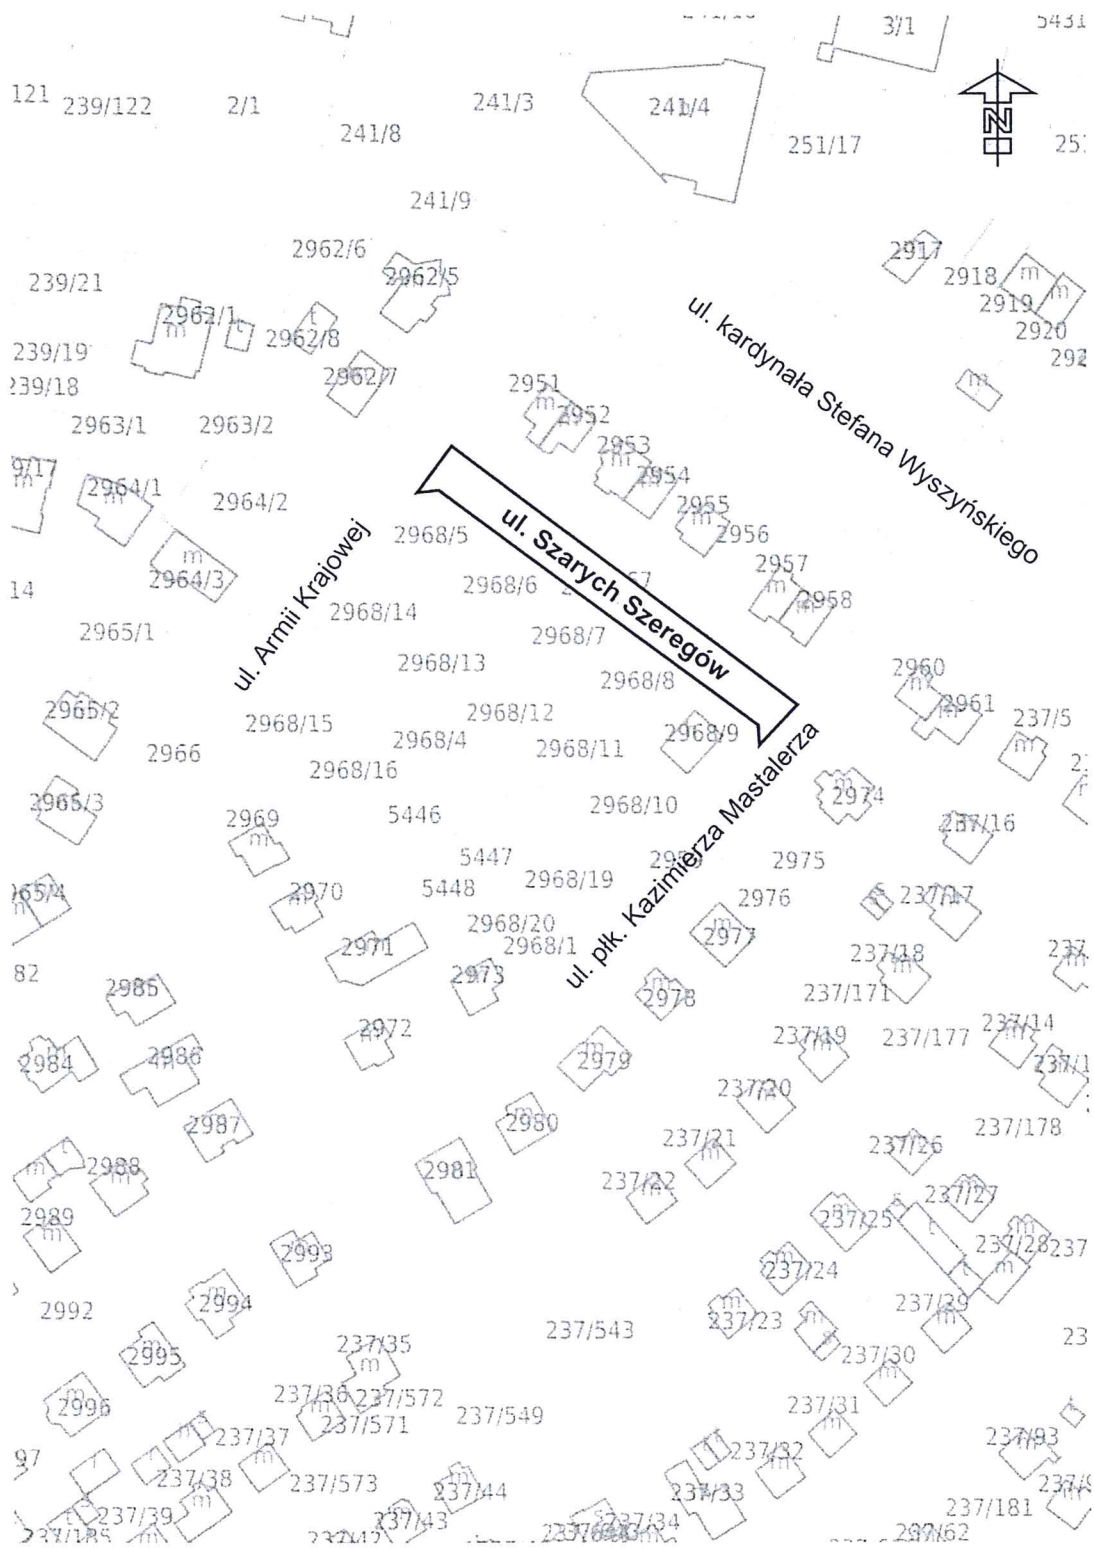 3/1
5431
121
239/122
2/1
241/8
241/3
241/4
251/17
241/9
2962/6
2962/5
2917
2918
2919
2920
m
m
239/21
2962/1
m
t
t
2962/8
239/19
239/18
2962/7
2951
m
2952
m
ul. kardynała Stefana Wyszyńskiego
2963/1
2963/2
2953
m
2954
2955
m
2956
m
2964/1
m
2964/2
2968/5
ul. Szarych Szeregów
ul. Armii Krajowej
m
2964/3
14
2965/1
2968/6
2968/14
2968/7
2957
m
2958
m
2968/13
2968/8
2960
2961
m
2965/2
2968/15
2968/12
2968/9
237/5
m
2966
2968/4
2968/11
ul. płk. Kazimierza Mastalerza
2968/16
2965/3
2968/10
m
2974
2969
m
5446
237/16
5447
2975
5448
2968/19
2976
2970
237/17
2968/20
2968/1
m
2977
2971
237/18
m
82
2973
2985
2978
237/171
2972
m
237/19
m
237/177
237/14
m
m
2984
2986
m
m
2979
237/20
m
2987
m
2980
237/21
m
237/178
237/26
m
t
2988
m
2981
237/22
m
237/27
m
2989
m
m
237/25
s
t
m
237/28
237
2993
m
237/24
t
m
2992
2994
m
237/23
m
s
237/29
m
237/543
23
m
2995
237/35
m
237/30
m
m
2996
237/36
m
237/572
237/571
237/549
237/31
m
97
237/37
m
237/32
m
t
237/93
m
237/38
m
237/573
237/44
m
237/33
237/181
237/39
m
237/43
237/34